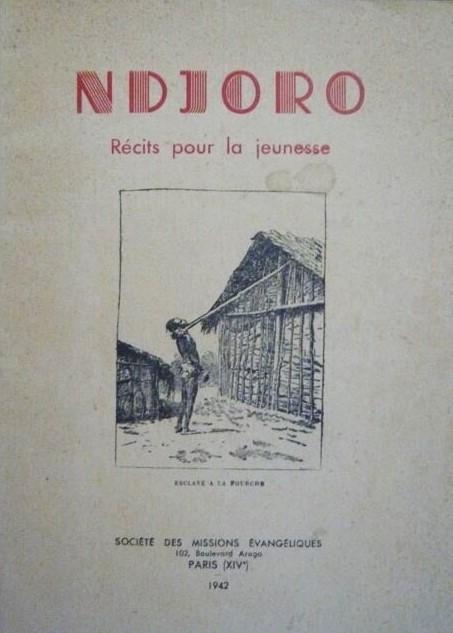 NDJORO
Récits pour la jeunesse
ESCLAVE A LA FOURCHE
SOCIÉTÉ DES MISSIONS ÉVANGÉLIQUES
102, Boulevard Arago
PARIS (XIVᵉ)
1942